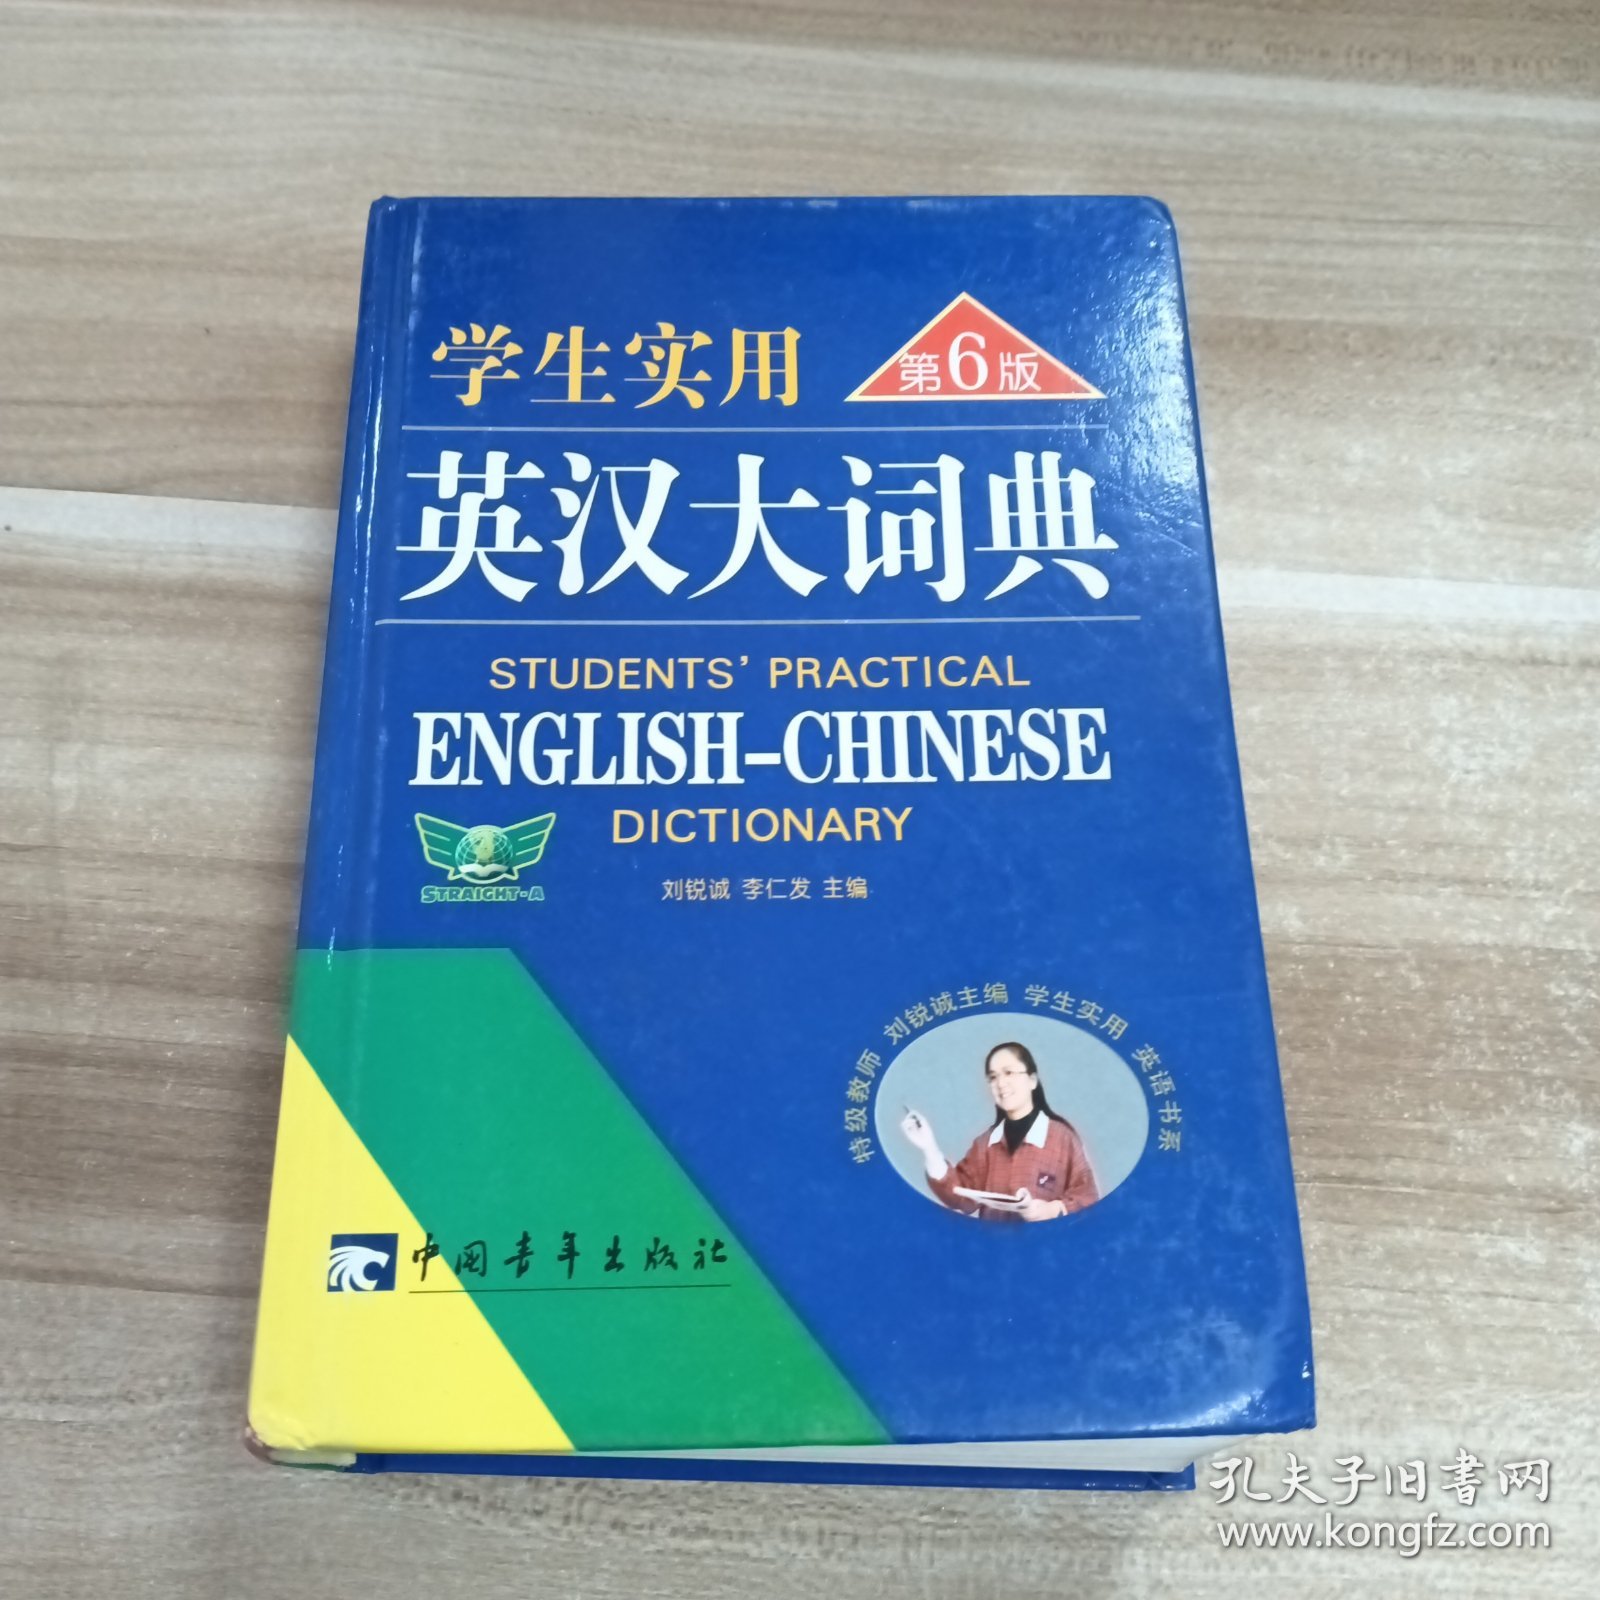 学生实用
第6版
英汉大词典
STUDENTS' PRACTICAL
ENGLISH-CHINESE
DICTIONARY
STRAIGHT·A
刘锐诚 李仁发 主编
特级教师 刘锐诚主编 学生实用 英语书系
中国青年出版社
孔夫子旧书网
www.kongfz.com